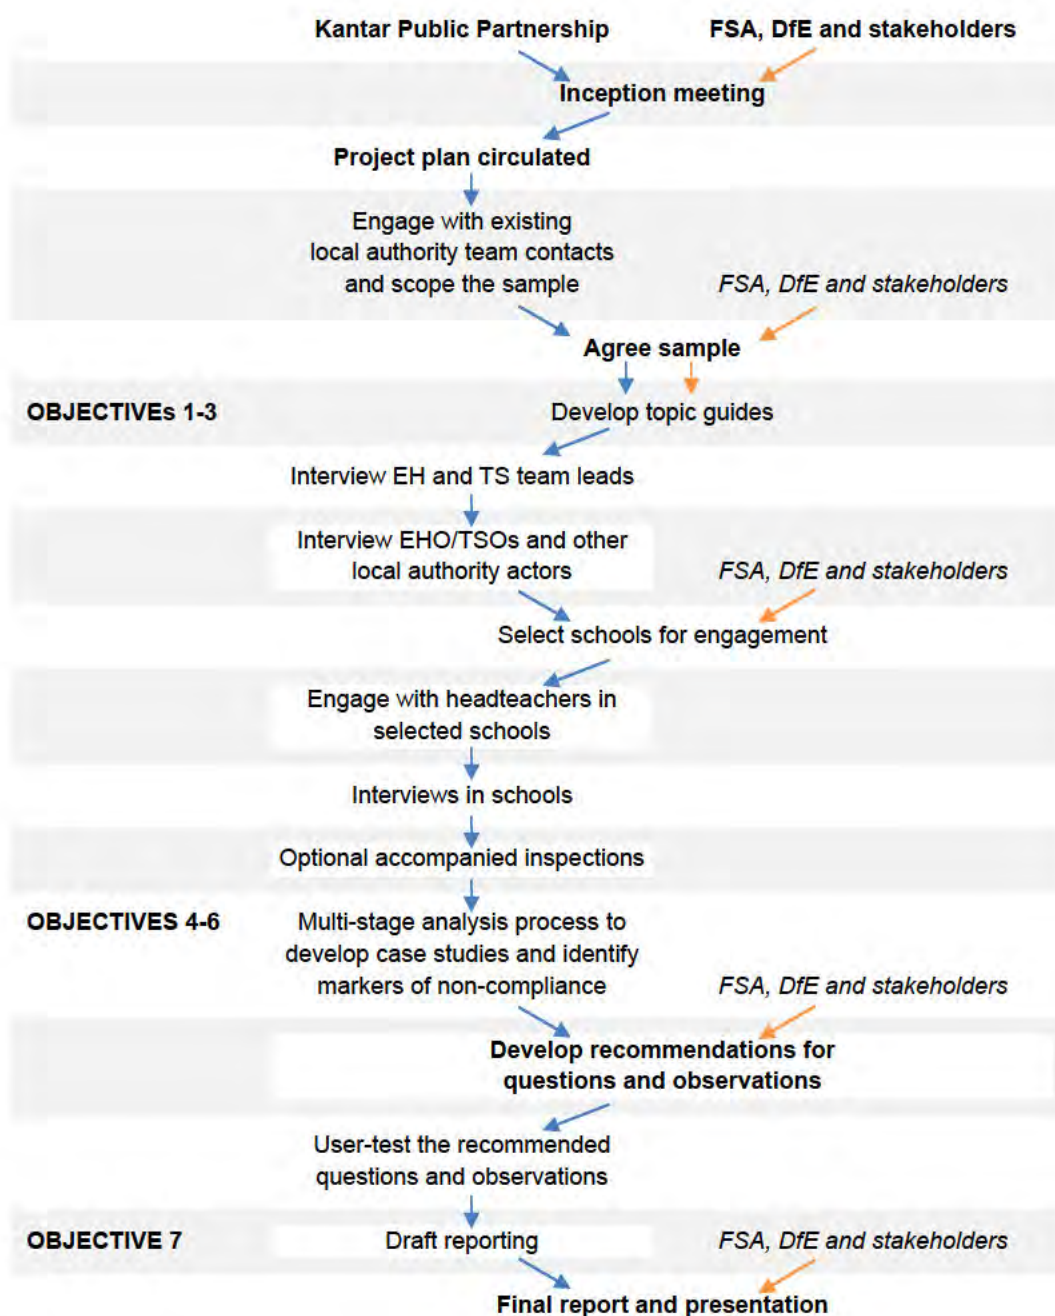 Kantar Public Partnership
FSA, DfE and stakeholders
Inception meeting
Project plan circulated
Engage with existing
local authority team contacts
and scope the sample
FSA, DfE and stakeholders
Agree sample
OBJECTIVEs 1-3
Develop topic guides
Interview EH and TS team leads
Interview EHO/TSOs and other
local authority actors
FSA, DfE and stakeholders
Select schools for engagement
Engage with headteachers in
selected schools
Interviews in schools
Optional accompanied inspections
OBJECTIVES 4-6
Multi-stage analysis process to
develop case studies and identify
markers of non-compliance
FSA, DfE and stakeholders
Develop recommendations for
questions and observations
User-test the recommended
questions and observations
OBJECTIVE 7
Draft reporting
FSA, DfE and stakeholders
Final report and presentation